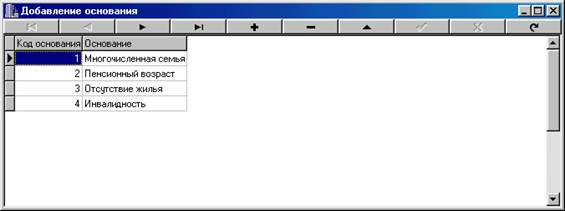 Добавление основания
Код основания Основание
1 Многочисленная семья
2 Пенсионный возраст
3 Отсутствие жилья
4 Инвалидность